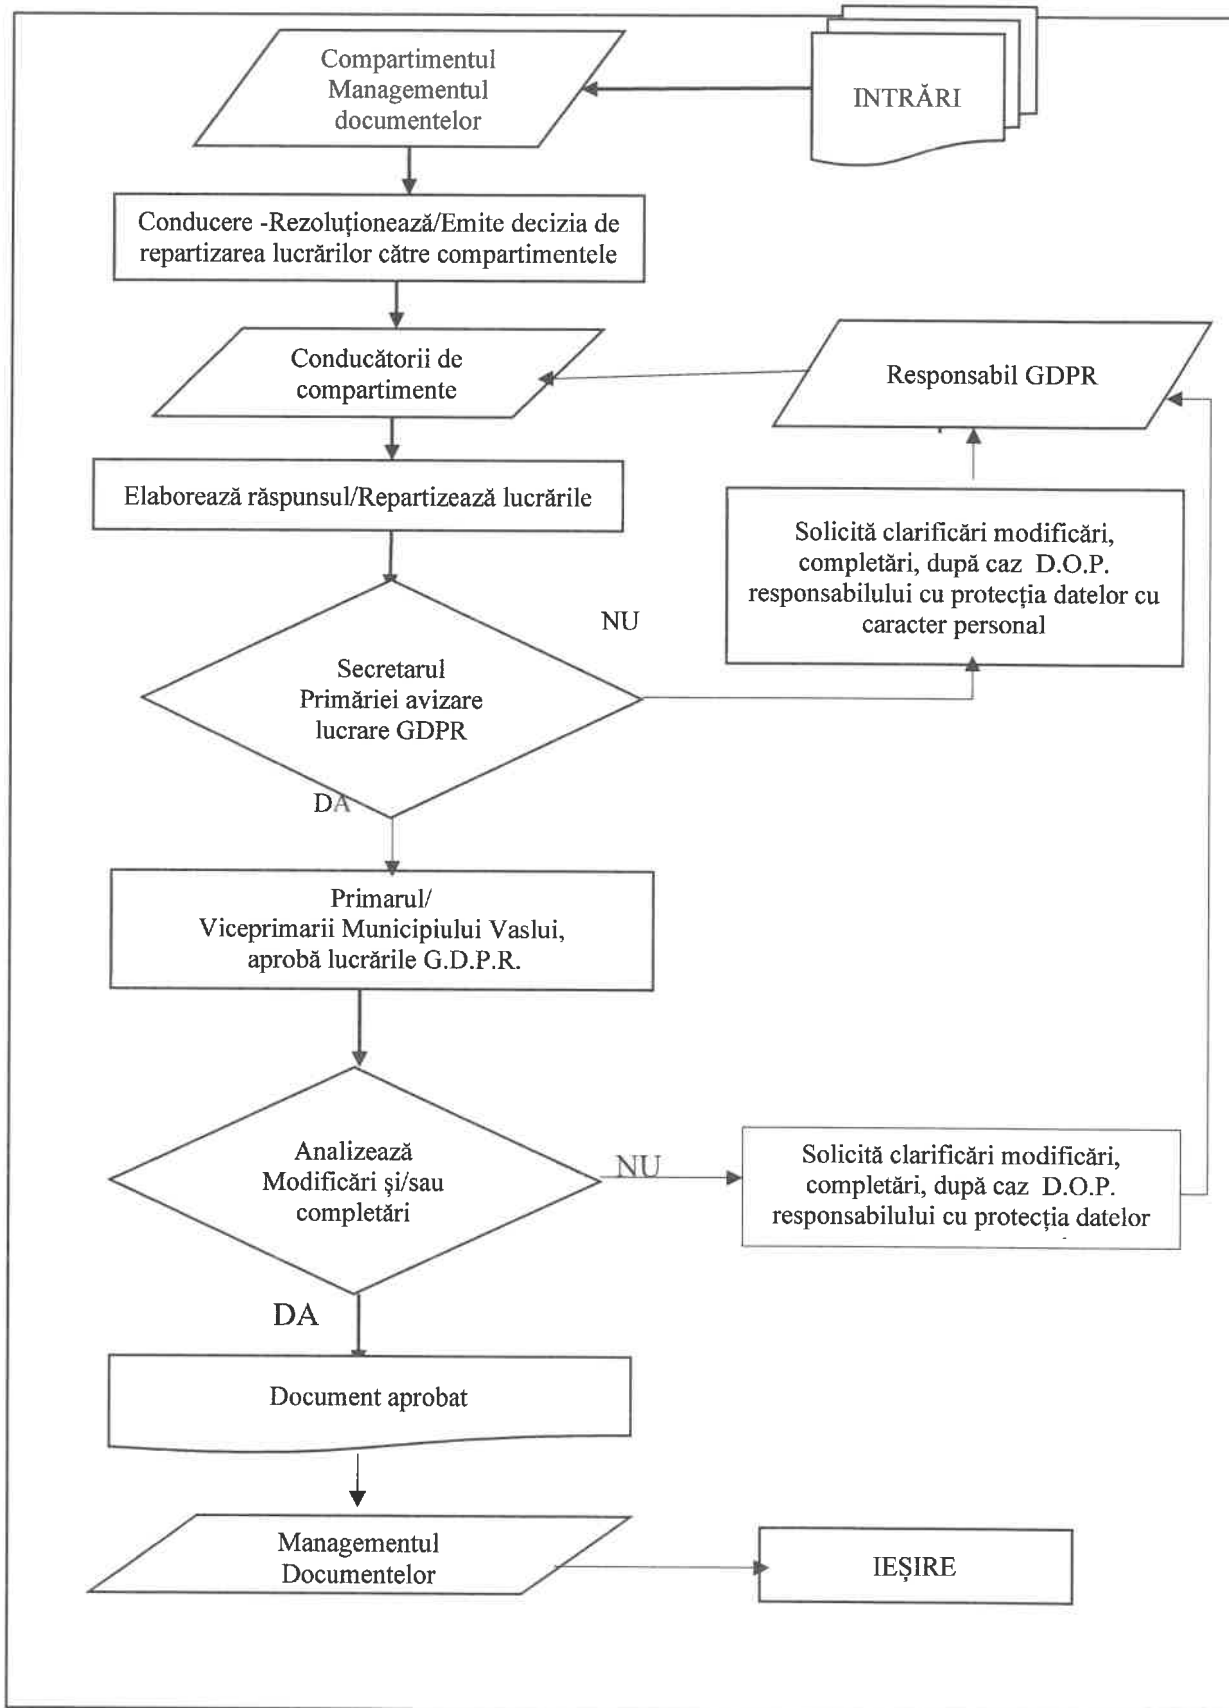 Compartimentul
Managementul
documentelor
INTRĂRI
Conducere -Rezoluționează/Emite decizia de
repartizarea lucrărilor către compartimentele
Conducătorii de
compartimente
Responsabil GDPR
Elaborează răspunsul/Repartizează lucrările
Solicită clarificări modificări,
completări, după caz D.O.P.
responsabilului cu protecția datelor cu
caracter personal
NU
Secretarul
Primăriei avizare
lucrare GDPR
DA
Primarul/
Viceprimarii Municipiului Vaslui,
aprobă lucrările G.D.P.R.
Analizează
Modificări și/sau
completări
NU
Solicită clarificări modificări,
completări, după caz D.O.P.
responsabilului cu protecția datelor
DA
Document aprobat
Managementul
Documentelor
IEȘIRE